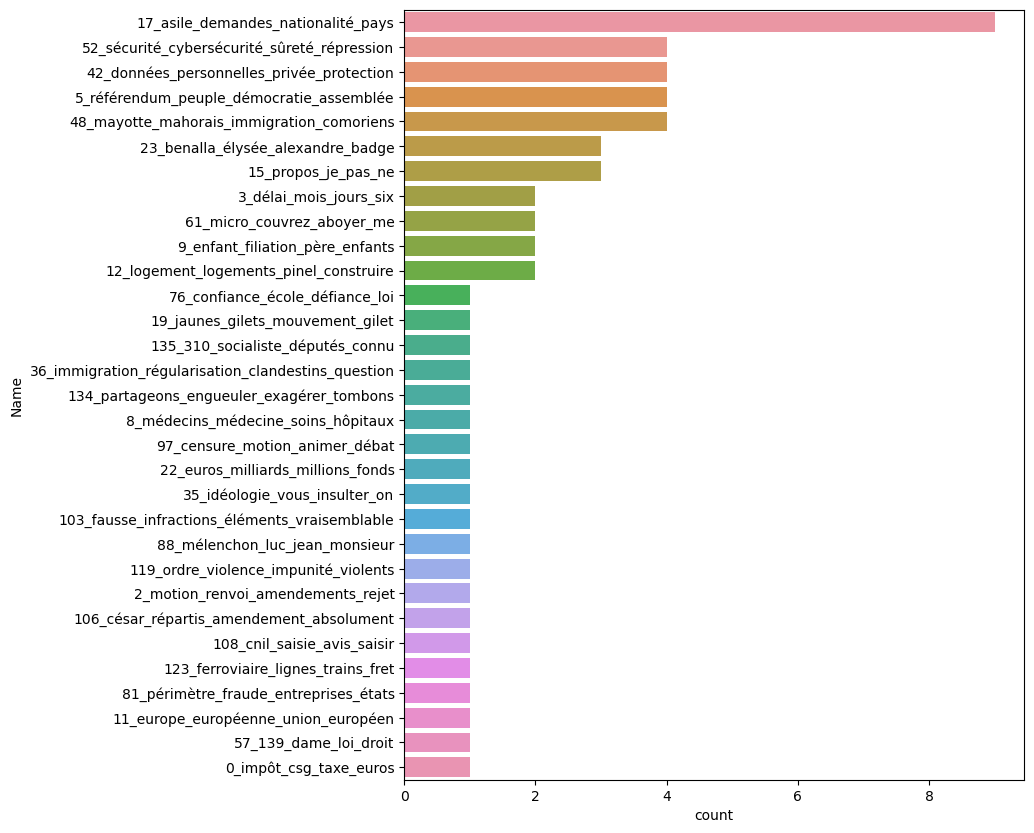 17_asile_demandes_nationalité_pays
52_sécurité_cybersécurité_sûreté_répression
42_données_personnelles_privée_protection
5_référendum_peuple_démocratie_assemblée
48_mayotte_mahorais_immigration_comoriens
23_benalla_élysée_alexandre_badge
15_propos_je_pas_ne
3_délai_mois_jours_six
61_micro_couvrez_aboyer_me
9_enfant_filiation_père_enfants
12_logement_logements_pinel_construire
76_confiance_école_défiance_loi
19_jaunes_gilets_mouvement_gilet
135_310_socialiste_députés_connu
36_immigration_régularisation_clandestins_question
134_partageons_engueuler_exagérer_tombons
8_médecins_médecine_soins_hôpitaux
97_censure_motion_animer_débat
22_euros_milliards_millions_fonds
35_idéologie_vous_insulter_on
103_fausse_infractions_éléments_vraisemblable
88_mélenchon_luc_jean_monsieur
119_ordre_violence_impunité_violents
2_motion_renvoi_amendements_rejet
106_césar_répartis_amendement_absolument
108_cnil_saisie_avis_saisir
123_ferroviaire_lignes_trains_fret
81_périmètre_fraude_entreprises_états
11_europe_européenne_union_européen
57_139_dame_loi_droit
0_impôt_csg_taxe_euros
Name
0 2 4 6 8
count